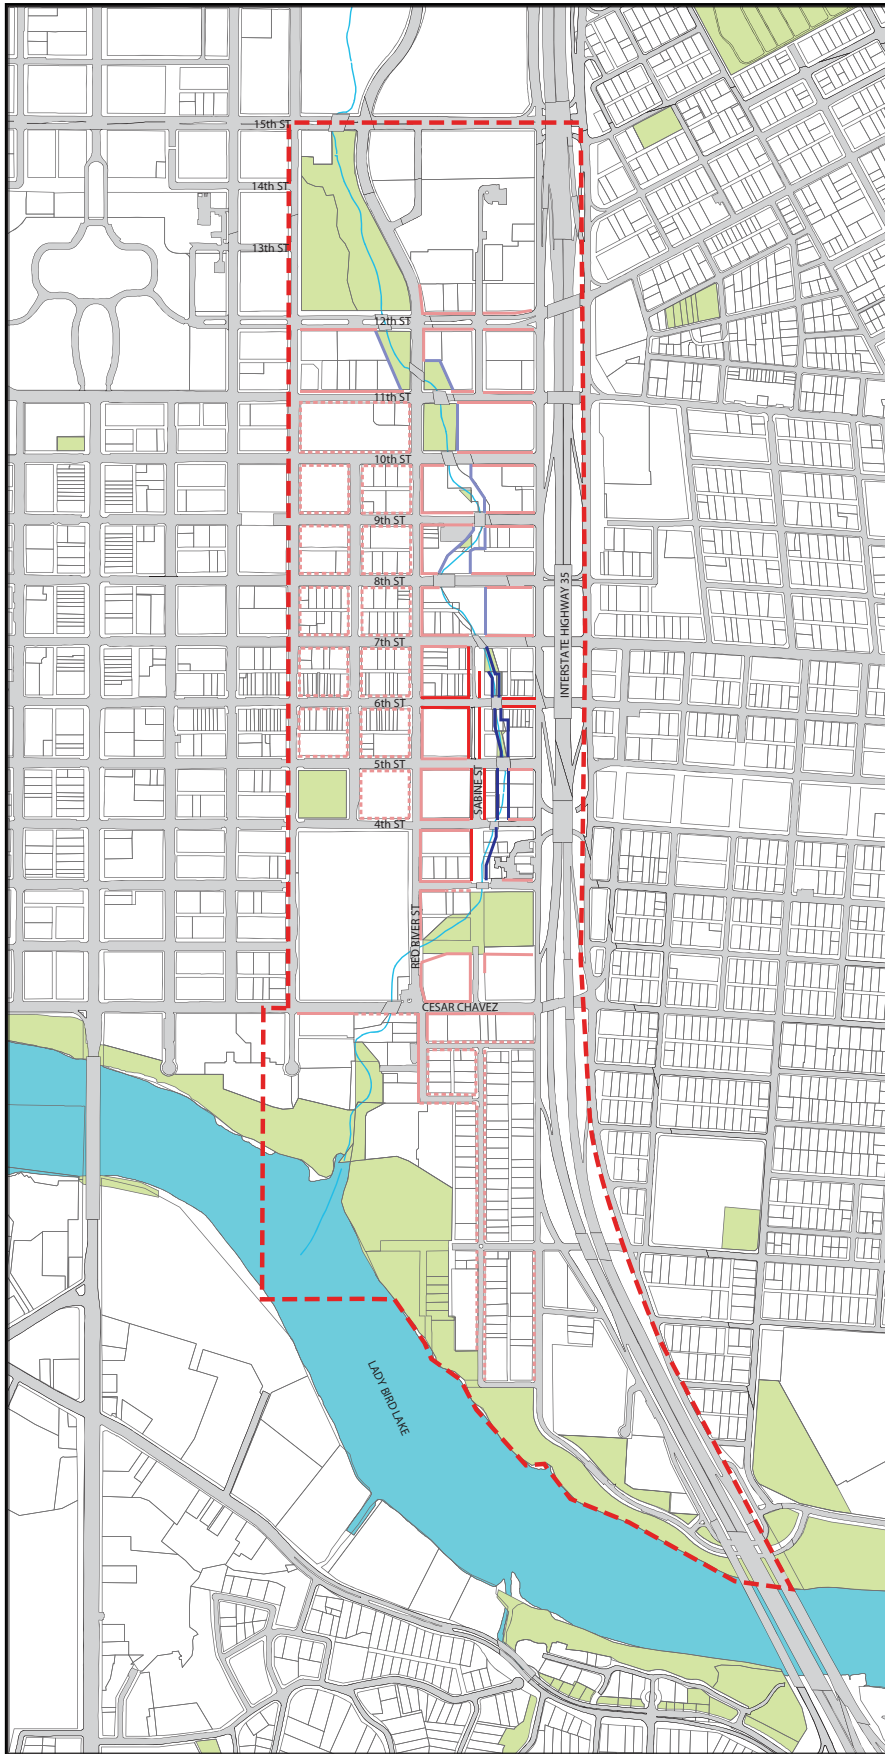 15th ST
14th ST
13th ST
12th ST
11th ST
10th ST
9th ST
8th ST
INTERSTATE HIGHWAY 35
7th ST
6th ST
5th ST
SABINE ST
4th ST
RED RIVER ST
CESAR CHAVEZ
LADY BIRD LAKE